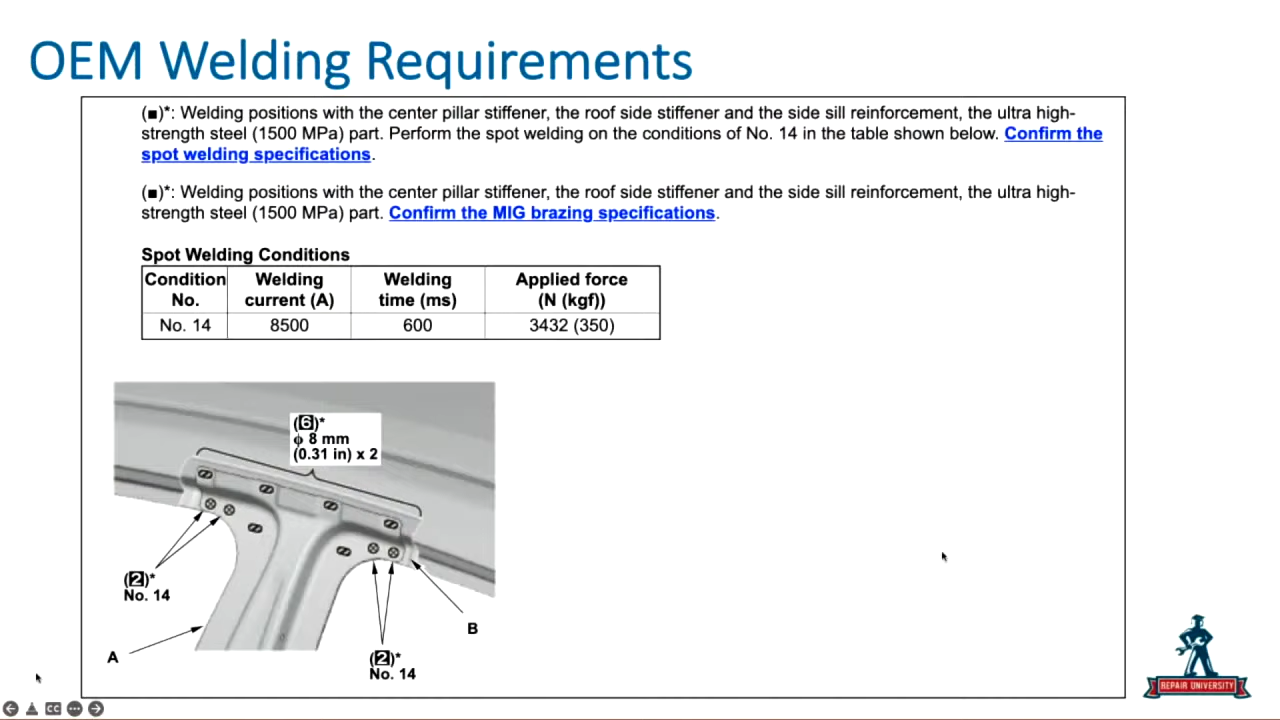 OEM Welding Requirements
(■)*: Welding positions with the center pillar stiffener, the roof side stiffener and the side sill reinforcement, the ultra high-
strength steel (1500 MPa) part. Perform the spot welding on the conditions of No. 14 in the table shown below. Confirm the
spot welding specifications.
(■)*: Welding positions with the center pillar stiffener, the roof side stiffener and the side sill reinforcement, the ultra high-
strength steel (1500 MPa) part. Confirm the MIG brazing specifications.
Spot Welding Conditions
Condition No. Welding current (A) Welding time (ms) Applied force (N (kgf))
No. 14 8500 600 3432 (350)
(6)*
ϕ 8 mm
(0.31 in) x 2
(2)*
No. 14
A
B
(2)*
No. 14
REPAIR UNIVERSITY
CC